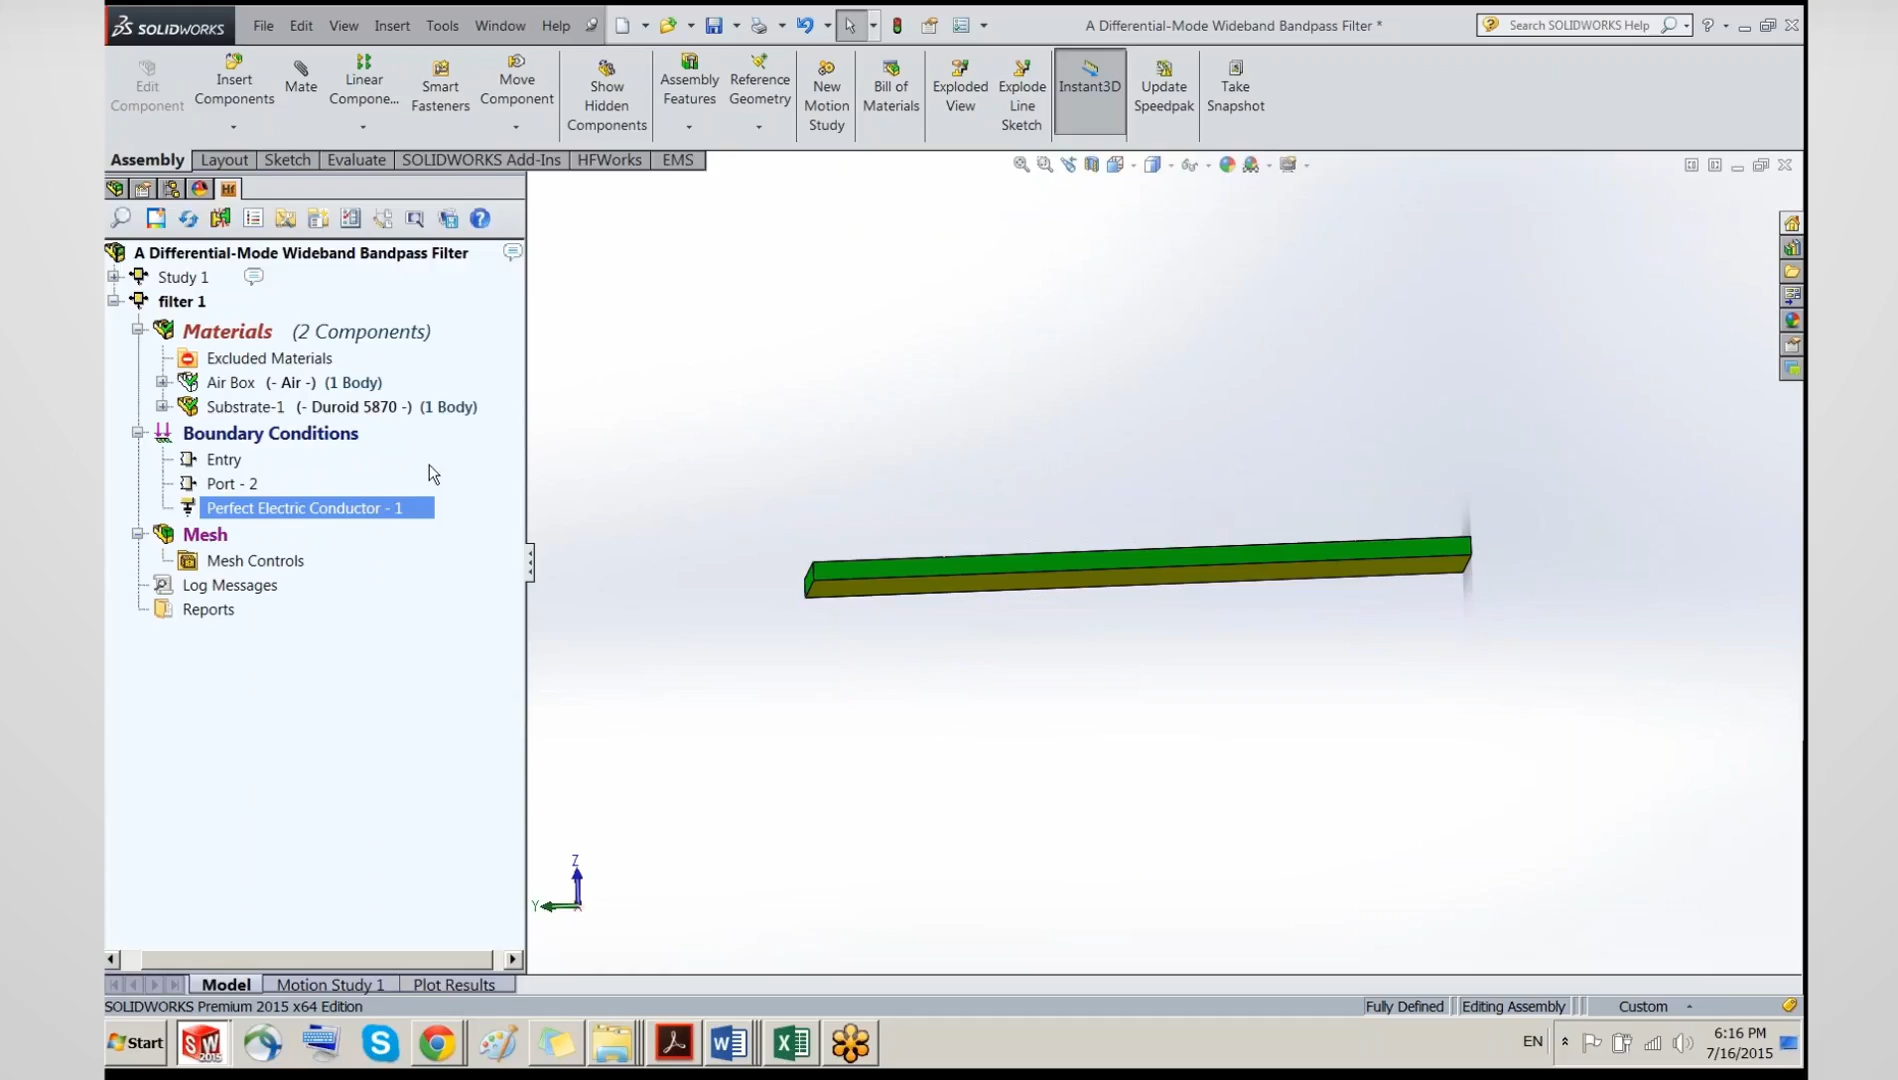 SOLIDWORKS File Edit View Insert Tools Window Help A Differential-Mode Wideband Bandpass Filter * Search SOLIDWORKS Help
Edit Component
Insert Components
Mate
Linear Compone...
Smart Fasteners
Move Component
Show Hidden Components
Assembly Features
Reference Geometry
New Motion Study
Bill of Materials
Exploded View
Explode Line Sketch
Instant3D
Update Speedpak
Take Snapshot
Assembly Layout Sketch Evaluate SOLIDWORKS Add-Ins HFWorks EMS
A Differential-Mode Wideband Bandpass Filter
Study 1
filter 1
Materials (2 Components)
Excluded Materials
Air Box (- Air -) (1 Body)
Substrate-1 (- Duroid 5870 -) (1 Body)
Boundary Conditions
Entry
Port - 2
Perfect Electric Conductor - 1
Mesh
Mesh Controls
Log Messages
Reports
Z
Y
Model Motion Study 1 Plot Results
SOLIDWORKS Premium 2015 x64 Edition Fully Defined Editing Assembly Custom
Start EN 6:16 PM
7/16/2015